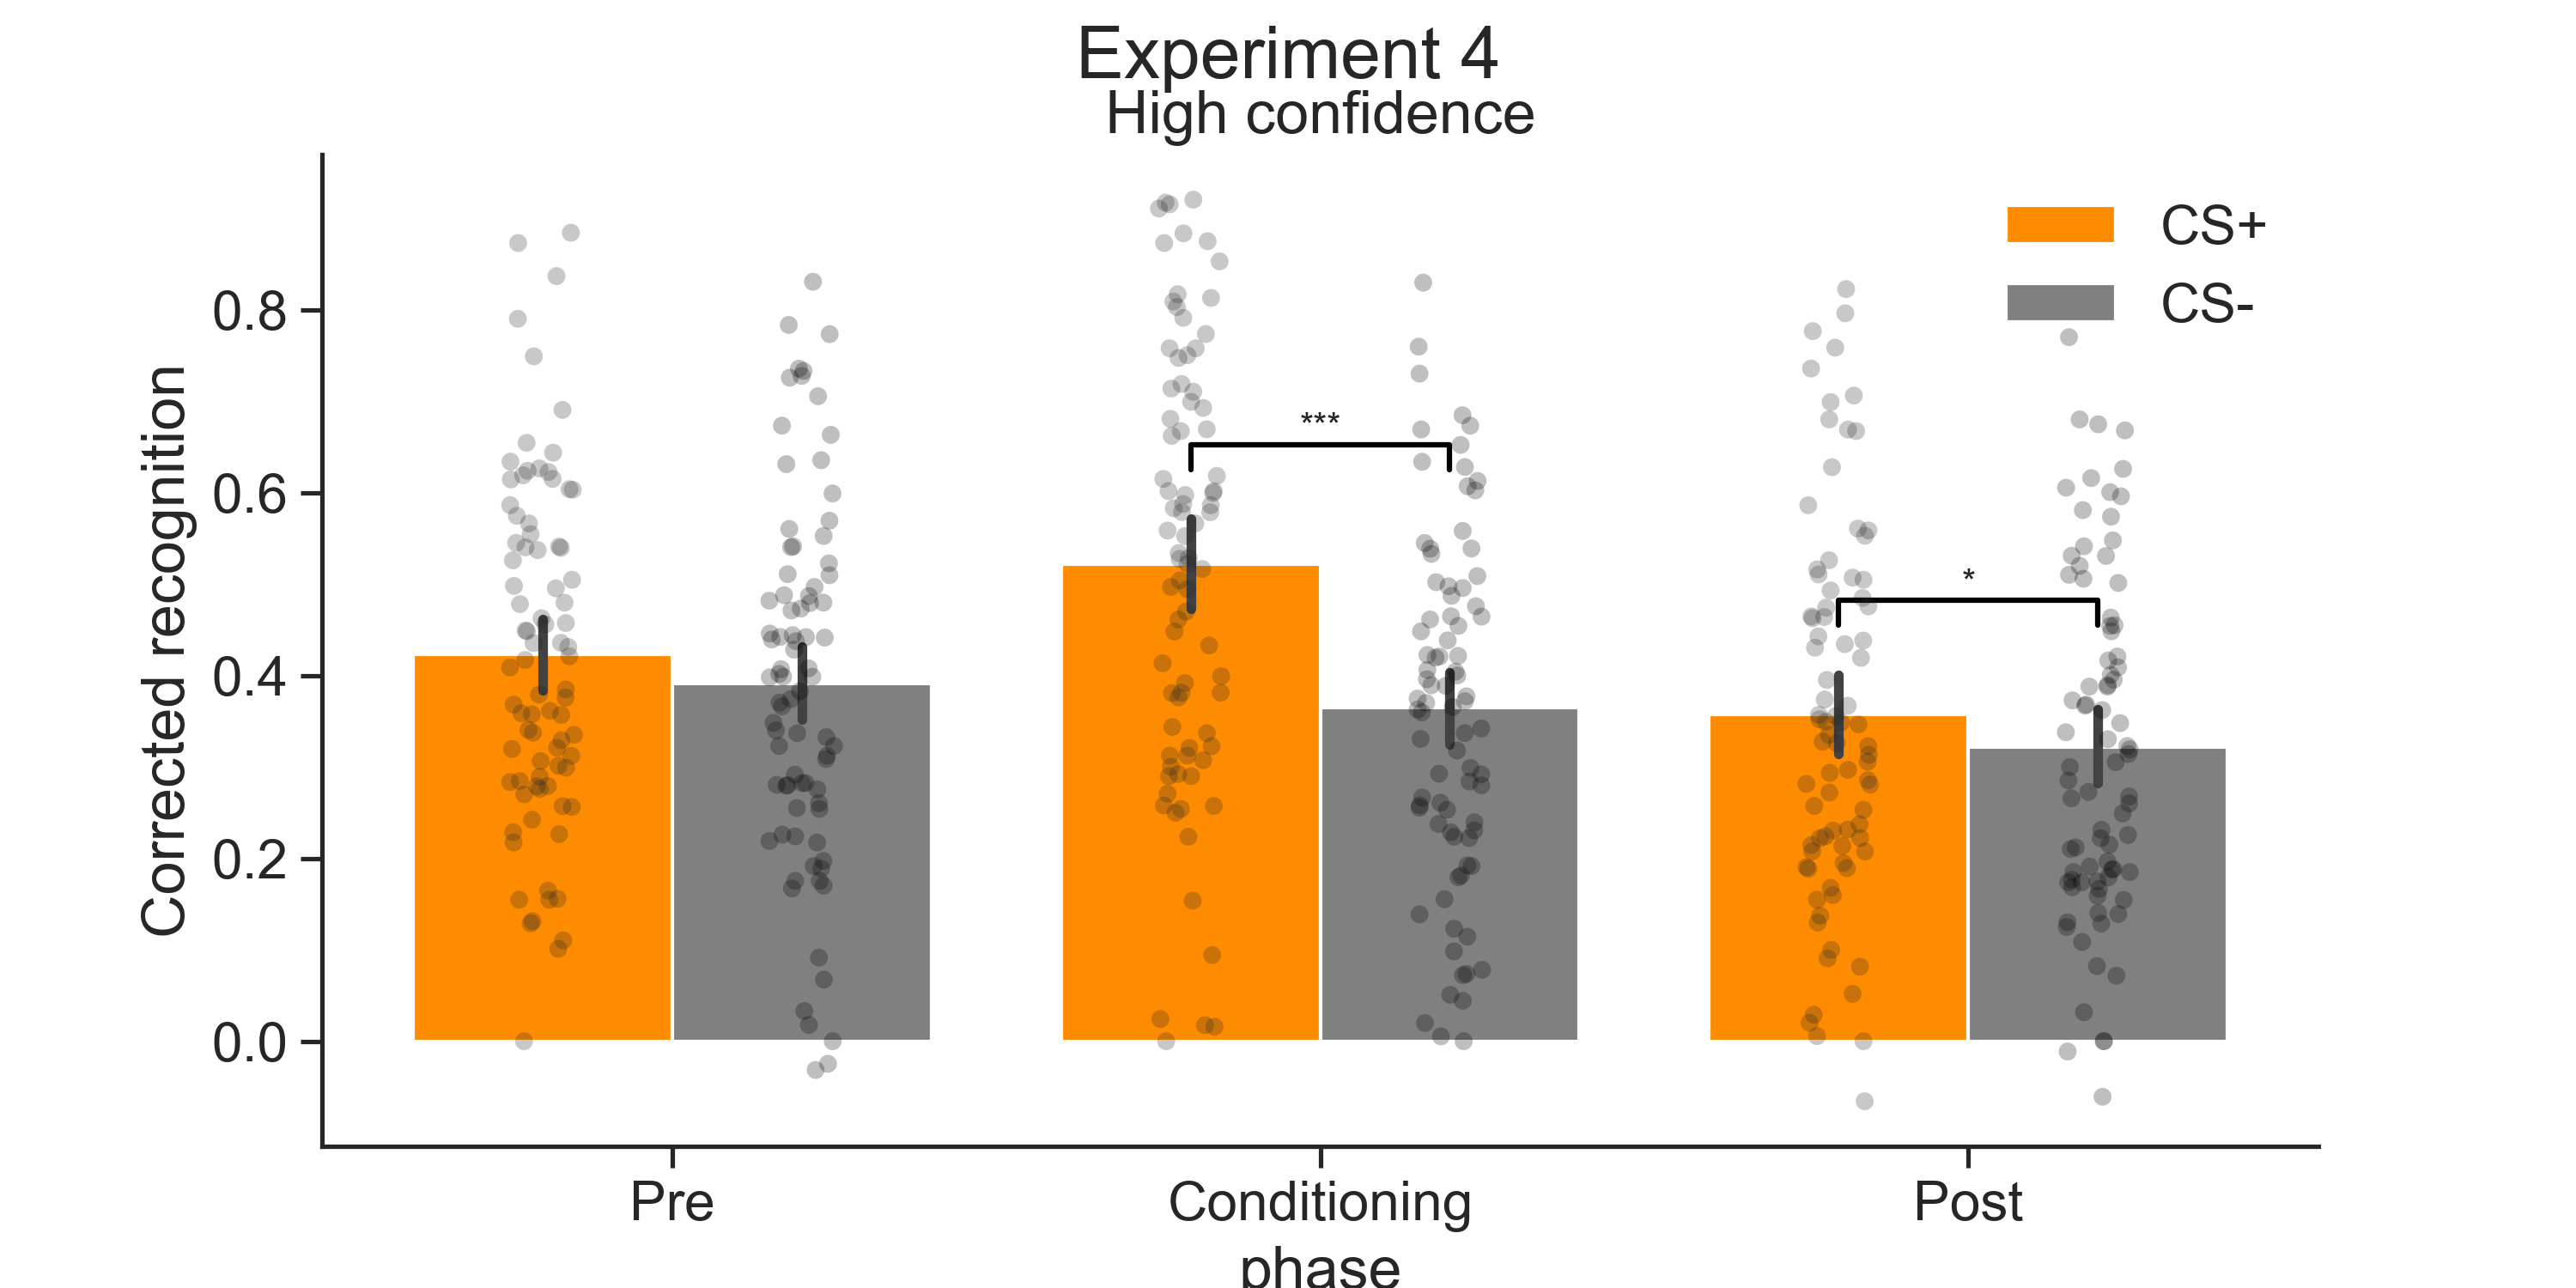 Experiment 4
High confidence
CS+
CS-
Corrected recognition
0.8
0.6
0.4
0.2
0.0
***
*
Pre
Conditioning
Post
phase